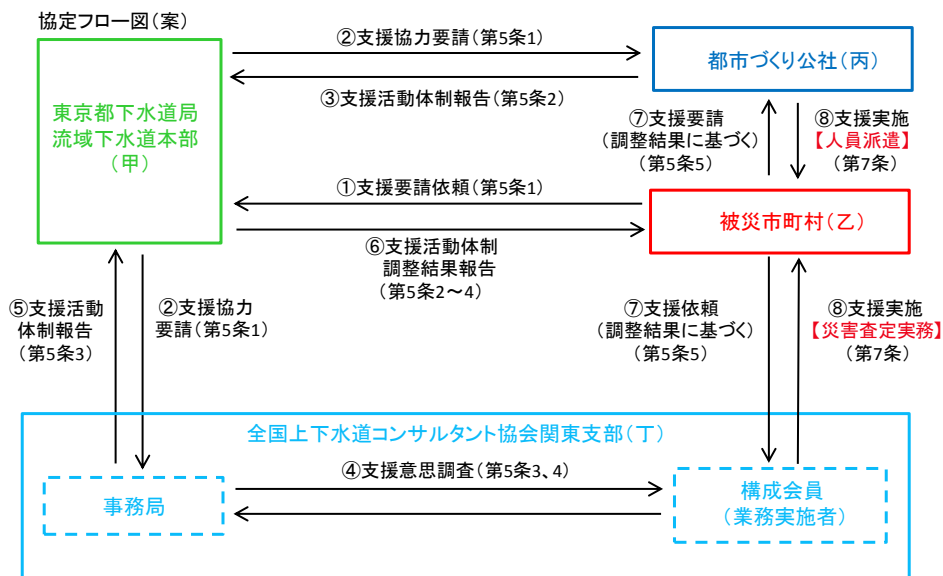 協定フロー図(案)
②支援協力要請(第5条1)
都市づくり公社(丙)
③支援活動体制報告(第5条2)
東京都下水道局
流域下水道本部
(甲)
⑦支援要請
(調整結果に基づく)
(第5条5)
⑧支援実施
【人員派遣】
(第7条)
①支援要請依頼(第5条1)
被災市町村(乙)
⑥支援活動体制
調整結果報告
(第5条2～4)
⑤支援活動
体制報告
(第5条3)
②支援協力
要請(第5条1)
⑦支援依頼
(調整結果に基づく)
(第5条5)
⑧支援実施
【災害査定実務】
(第7条)
全国上下水道コンサルタント協会関東支部(丁)
④支援意思調査(第5条3、4)
事務局
構成会員
(業務実施者)